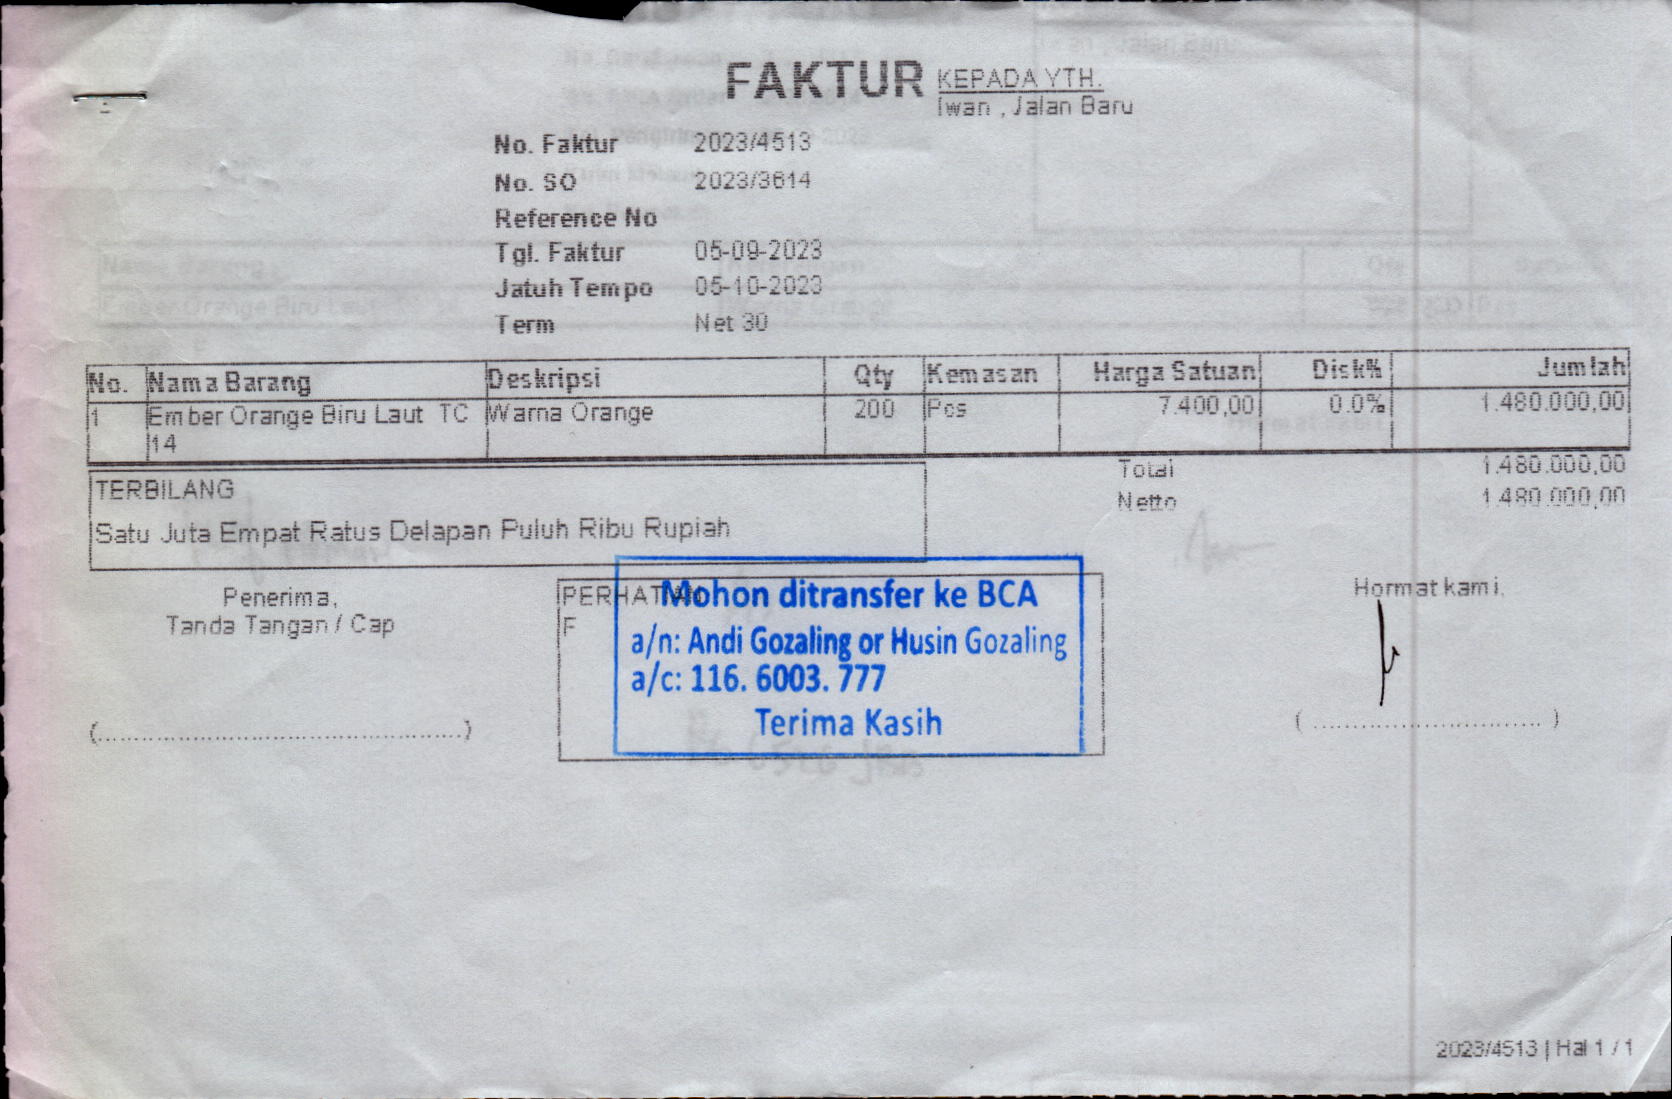 FAKTUR
KEPADA YTH.
Iwan , Jalan Baru
No. Faktur 2023/4513
No. SO 2023/3614
Reference No
Tgl. Faktur 05-09-2023
Jatuh Tempo 05-10-2023
Term Net 30
No. Nama Barang Deskripsi Qty Kemasan Harga Satuan Disk% Jumlah
1 Ember Orange Biru Laut TC Warna Orange 200 Pcs 7.400,00 0.0% 1.480.000,00
14
Total 1.480.000,00
TERBILANG
Netto 1.480.000,00
Satu Juta Empat Ratus Delapan Puluh Ribu Rupiah
Penerima,
Tanda Tangan / Cap
PERHATIAN
F
Mohon ditransfer ke BCA
a/n: Andi Gozaling or Husin Gozaling
a/c: 116. 6003. 777
Terima Kasih
Hormat kami,
(..................................................)
( ............................... )
2023/4513 | Hal 1 / 1